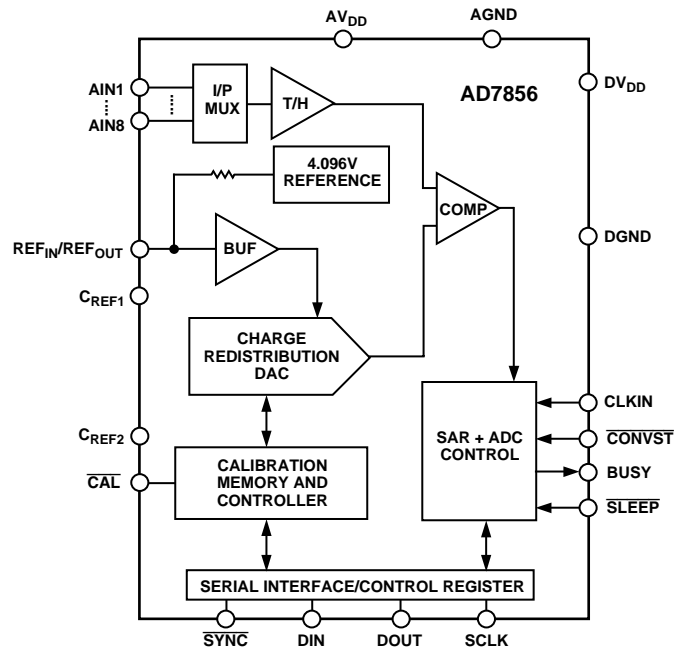 AVDD
AGND
AIN1
AIN8
I/P
MUX
T/H
AD7856
DVDD
4.096V
REFERENCE
COMP
REFIN/REFOUT
BUF
DGND
CREF1
CHARGE
REDISTRIBUTION
DAC
CREF2
CAL
CALIBRATION
MEMORY AND
CONTROLLER
SAR + ADC
CONTROL
CLKIN
CONVST
BUSY
SLEEP
SERIAL INTERFACE/CONTROL REGISTER
SYNC
DIN
DOUT
SCLK